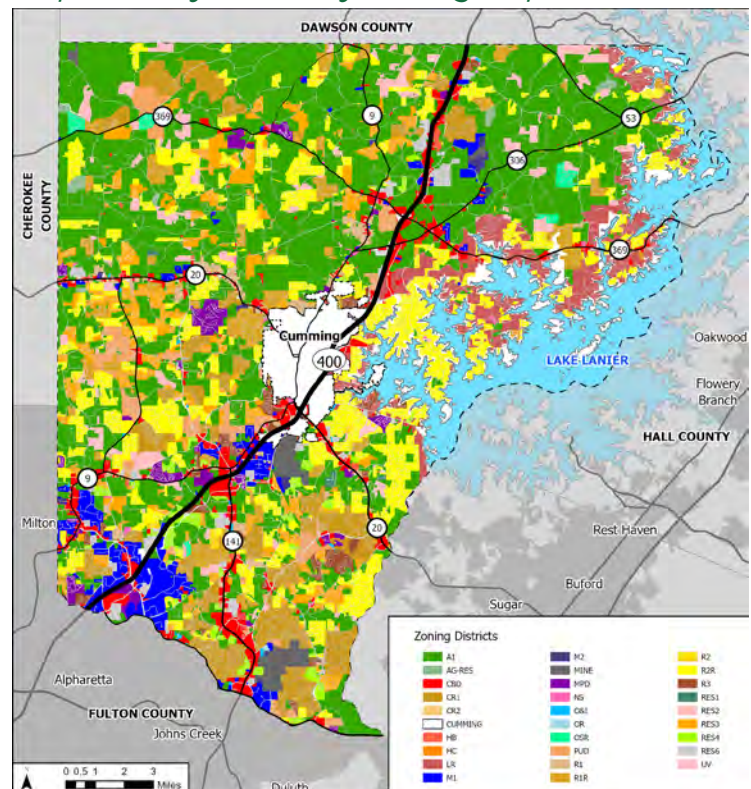 DAWSON COUNTY
369
9
53
306
CHEROKEE
COUNTY
369
20
Cumming
400
Oakwood
LAKE LANIER
Flowery
Branch
HALL COUNTY
9
Milton
141
20
Rest Haven
Buford
Sugar
Alpharetta
FULTON COUNTY
Johns Creek
Duluth
0 0.5 1 2 3
Miles
Zoning Districts
A1
AG-RES
CBD
CR1
CR2
CUMMING
HB
HC
LR
M1
M2
MINE
MPD
NS
O&I
OR
OSR
PUD
R1
R1R
R2
R2R
R3
RES1
RES2
RES3
RES4
RES6
UV